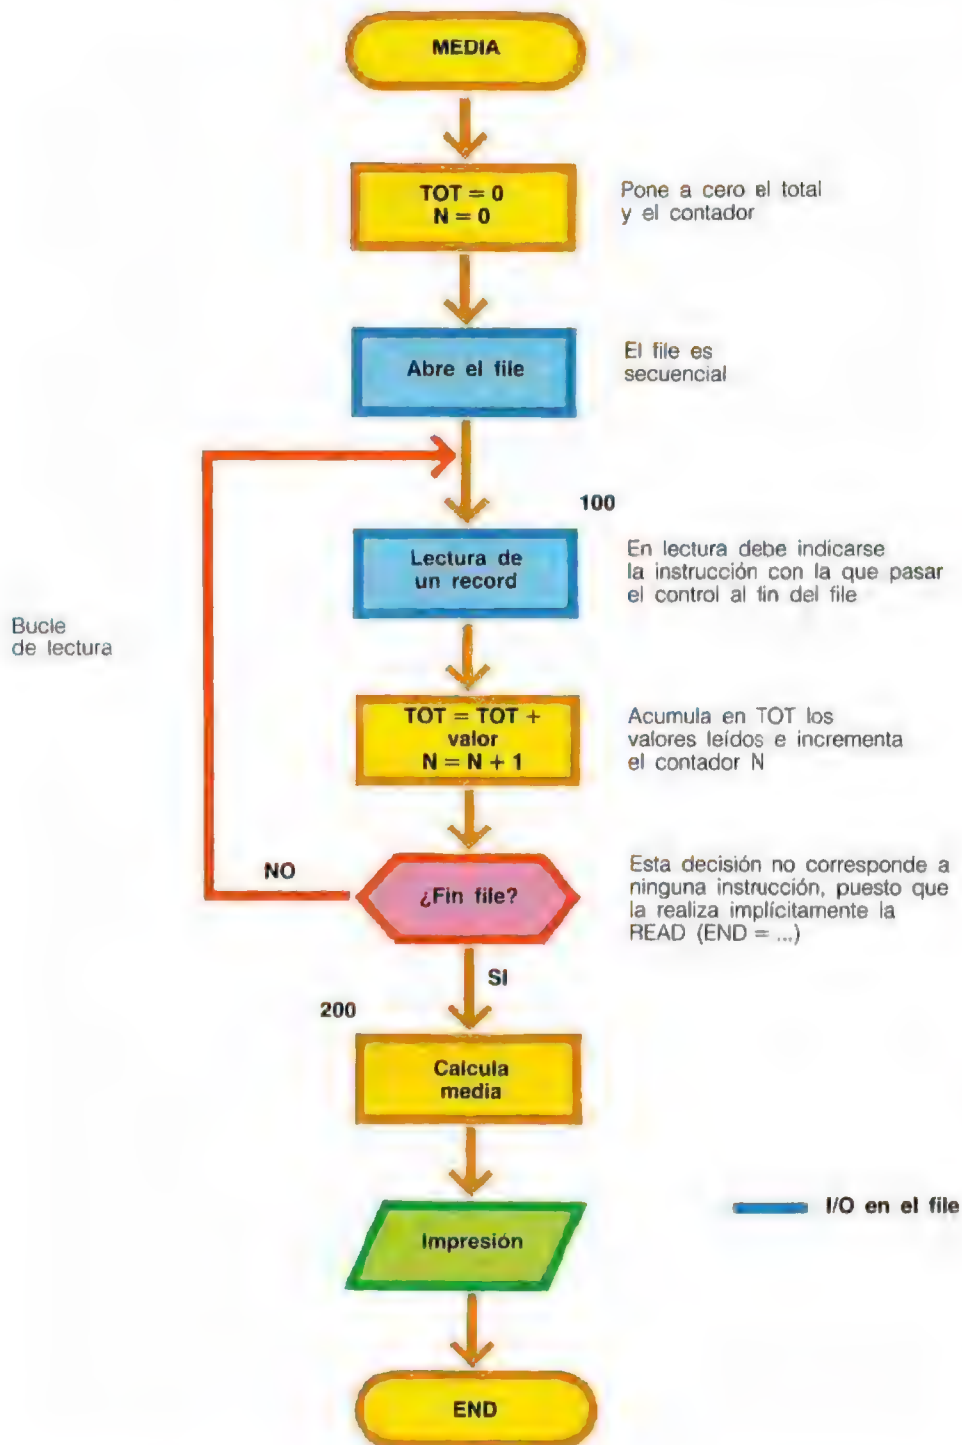 MEDIA
TOT = 0
N = 0
Pone a cero el total
y el contador
Abre el file
El file es
secuencial
100
Lectura de
un record
En lectura debe indicarse
la instrucción con la que pasar
el control al fin del file
Bucle
de lectura
TOT = TOT +
valor
N = N + 1
Acumula en TOT los
valores leídos e incrementa
el contador N
NO
¿Fin file?
Esta decisión no corresponde a
ninguna instrucción, puesto que
la realiza implícitamente la
READ (END = ...)
SI
200
Calcula
media
Impresión
I/O en el file
END